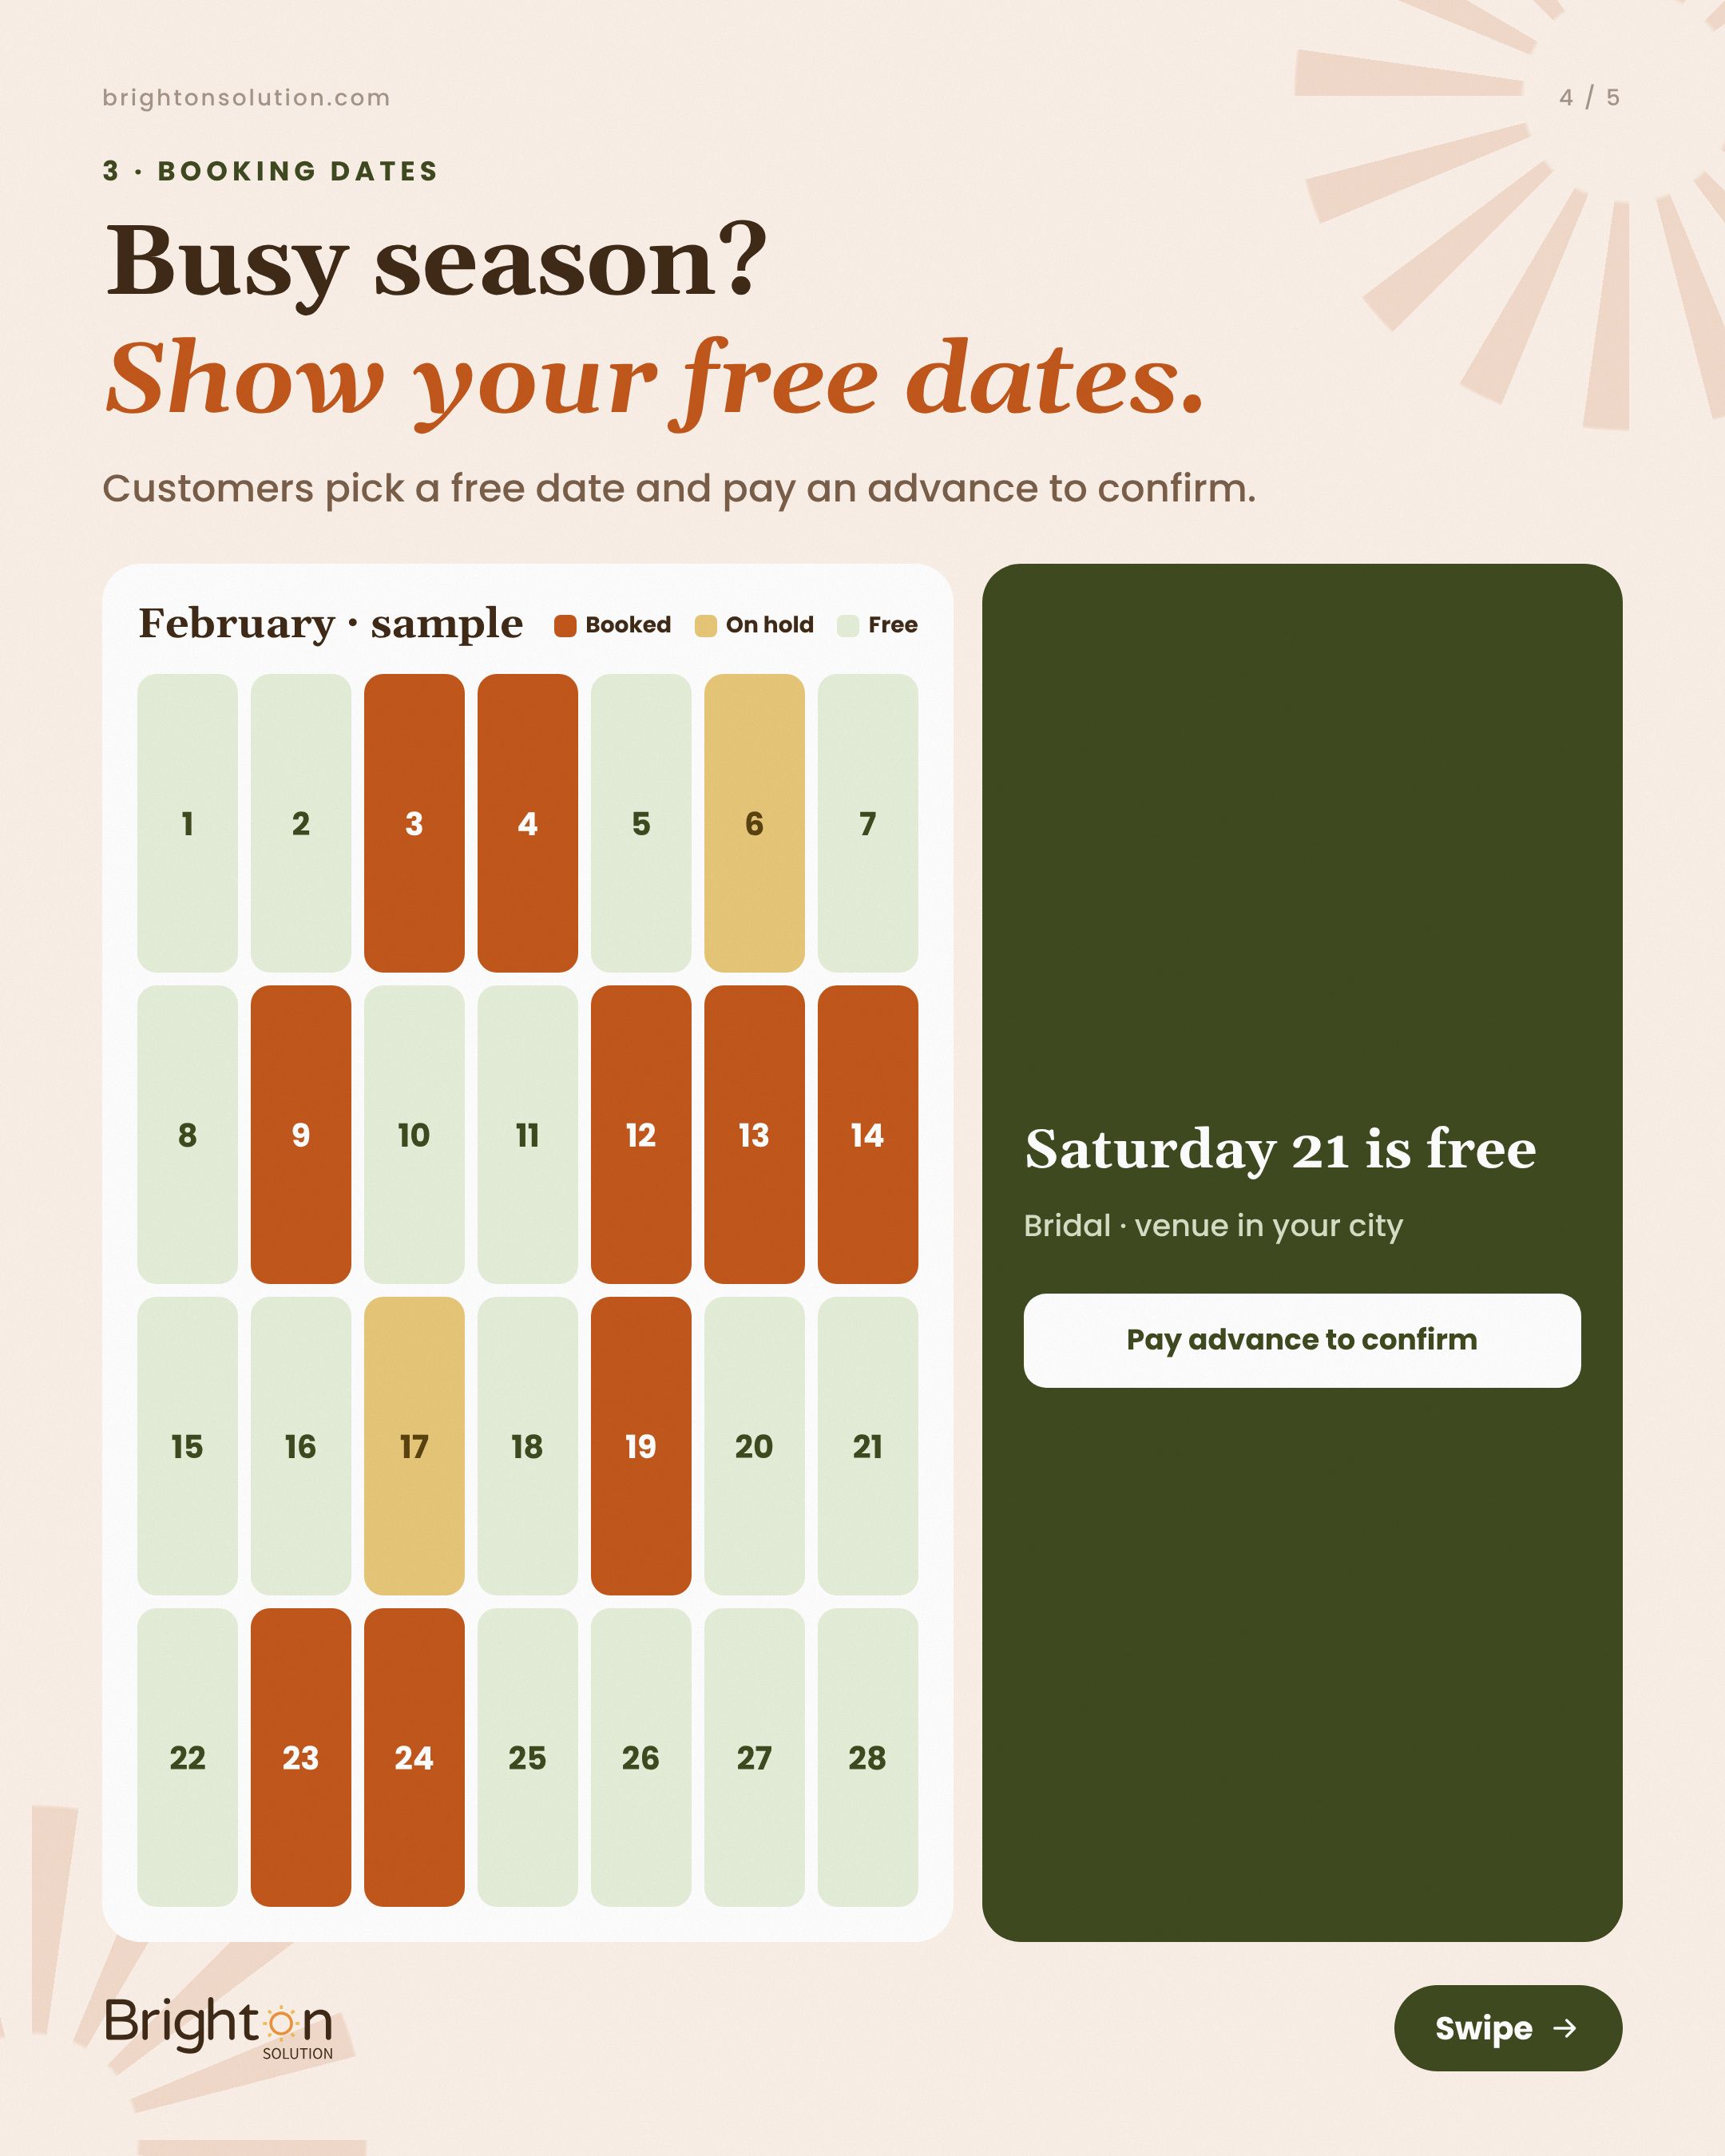 brightonsolution.com
4 / 5
3 · BOOKING DATES
Busy season?
Show your free dates.
Customers pick a free date and pay an advance to confirm.
February · sample
Booked
On hold
Free
1 2 3 4 5 6 7
8 9 10 11 12 13 14
15 16 17 18 19 20 21
22 23 24 25 26 27 28
Saturday 21 is free
Bridal · venue in your city
Pay advance to confirm
Brighton
SOLUTION
Swipe →